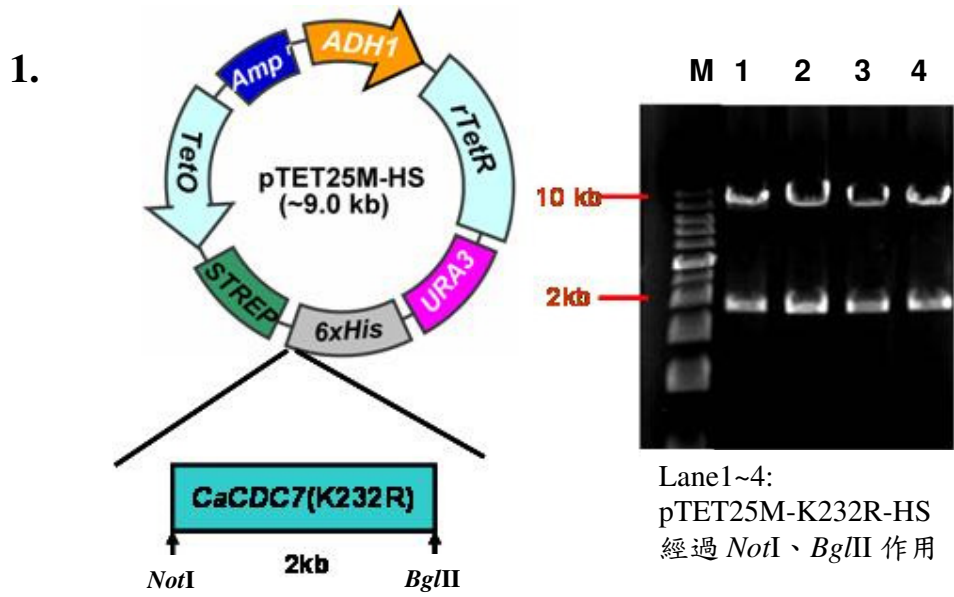 1.
ADH1
Amp r
rTetR
TetO
pTET25M-HS
(~9.0 kb)
URA3
STREP
6xHis
CaCDC7(K232R)
2kb
NotI
BglII
M 1 2 3 4
10 kb
2kb
Lane1~4:
pTET25M-K232R-HS
經過 NotI、BglII 作用